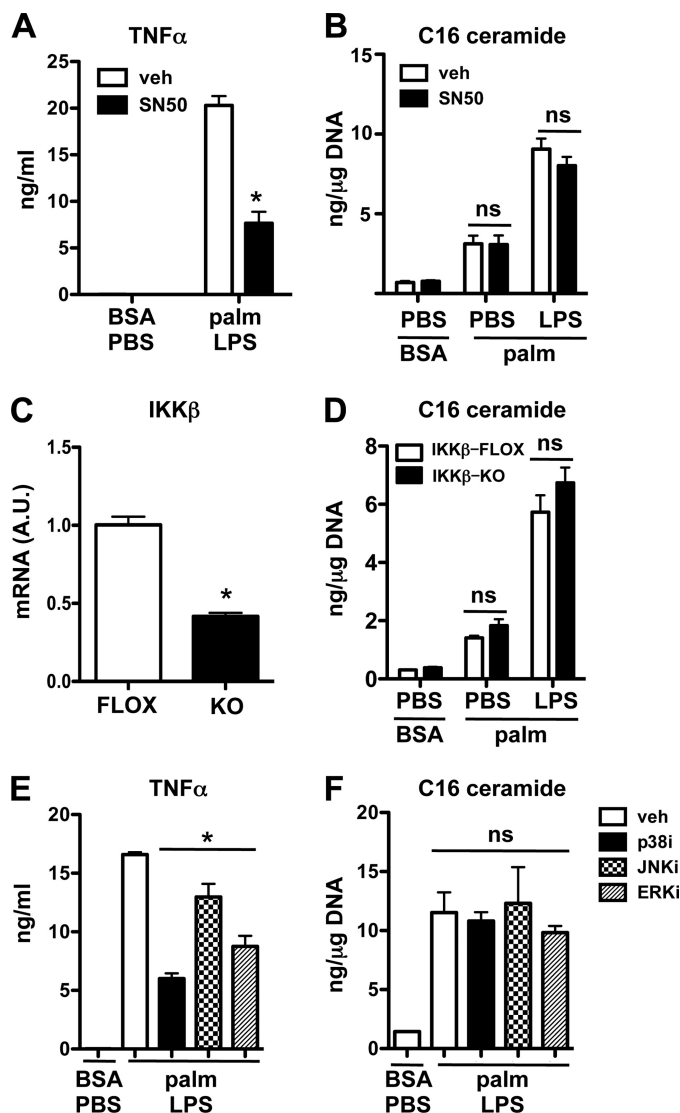 A
TNFα
veh
SN50
ng/ml
25
20
15
10
5
0
*
BSA
PBS
palm
LPS
B
C16 ceramide
veh
SN50
ng/µg DNA
15
10
5
ns
ns
PBS
PBS
LPS
BSA
palm
C
IKKβ
mRNA (A.U.)
1.5
1.0
0.5
0.0
*
FLOX
KO
D
C16 ceramide
IKKβ−FLOX
IKKβ−KO
ng/µg DNA
8
6
4
2
0
ns
ns
PBS
PBS
LPS
BSA
palm
E
TNFα
ng/ml
20
15
10
5
0
*
BSA
PBS
palm
LPS
F
C16 ceramide
ng/µg DNA
20
15
10
5
0
ns
BSA
PBS
palm
LPS
veh
p38i
JNKi
ERKi